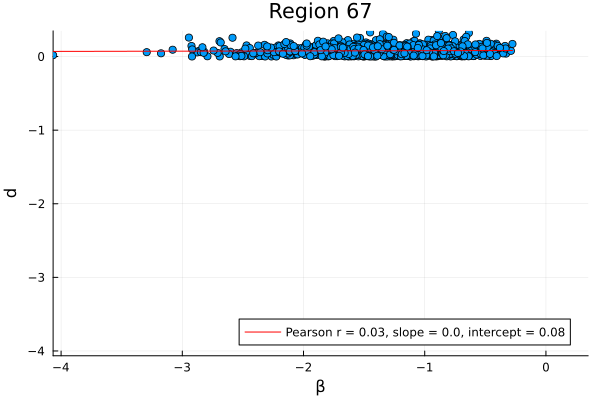 Region 67
d
0
−1
−2
−3
−4
Pearson r = 0.03, slope = 0.0, intercept = 0.08
−4 −3 −2 −1 0
β